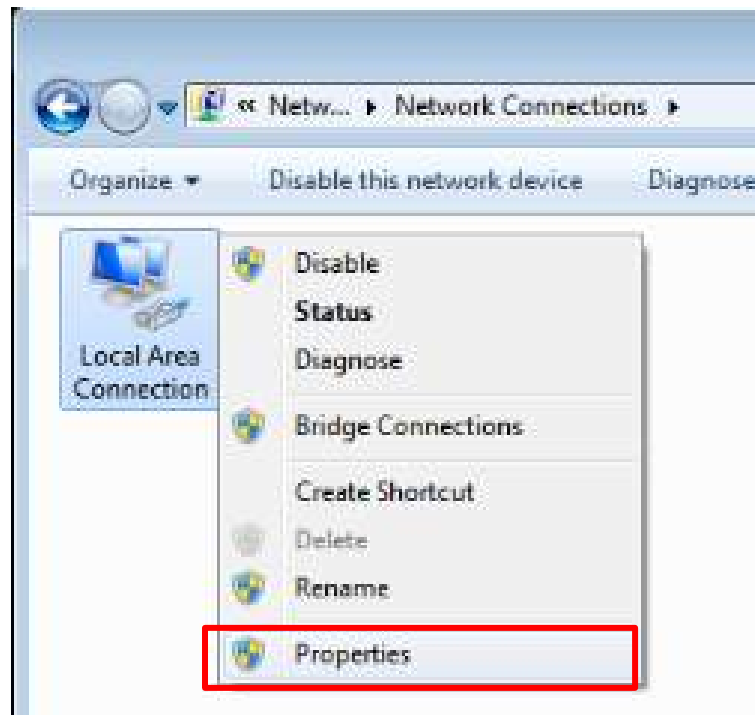 « Netw... ▸ Network Connections ▸
Organize ▾ Disable this network device Diagnose
Disable
Status
Diagnose
Bridge Connections
Create Shortcut
Delete
Rename
Properties
Local Area
Connection